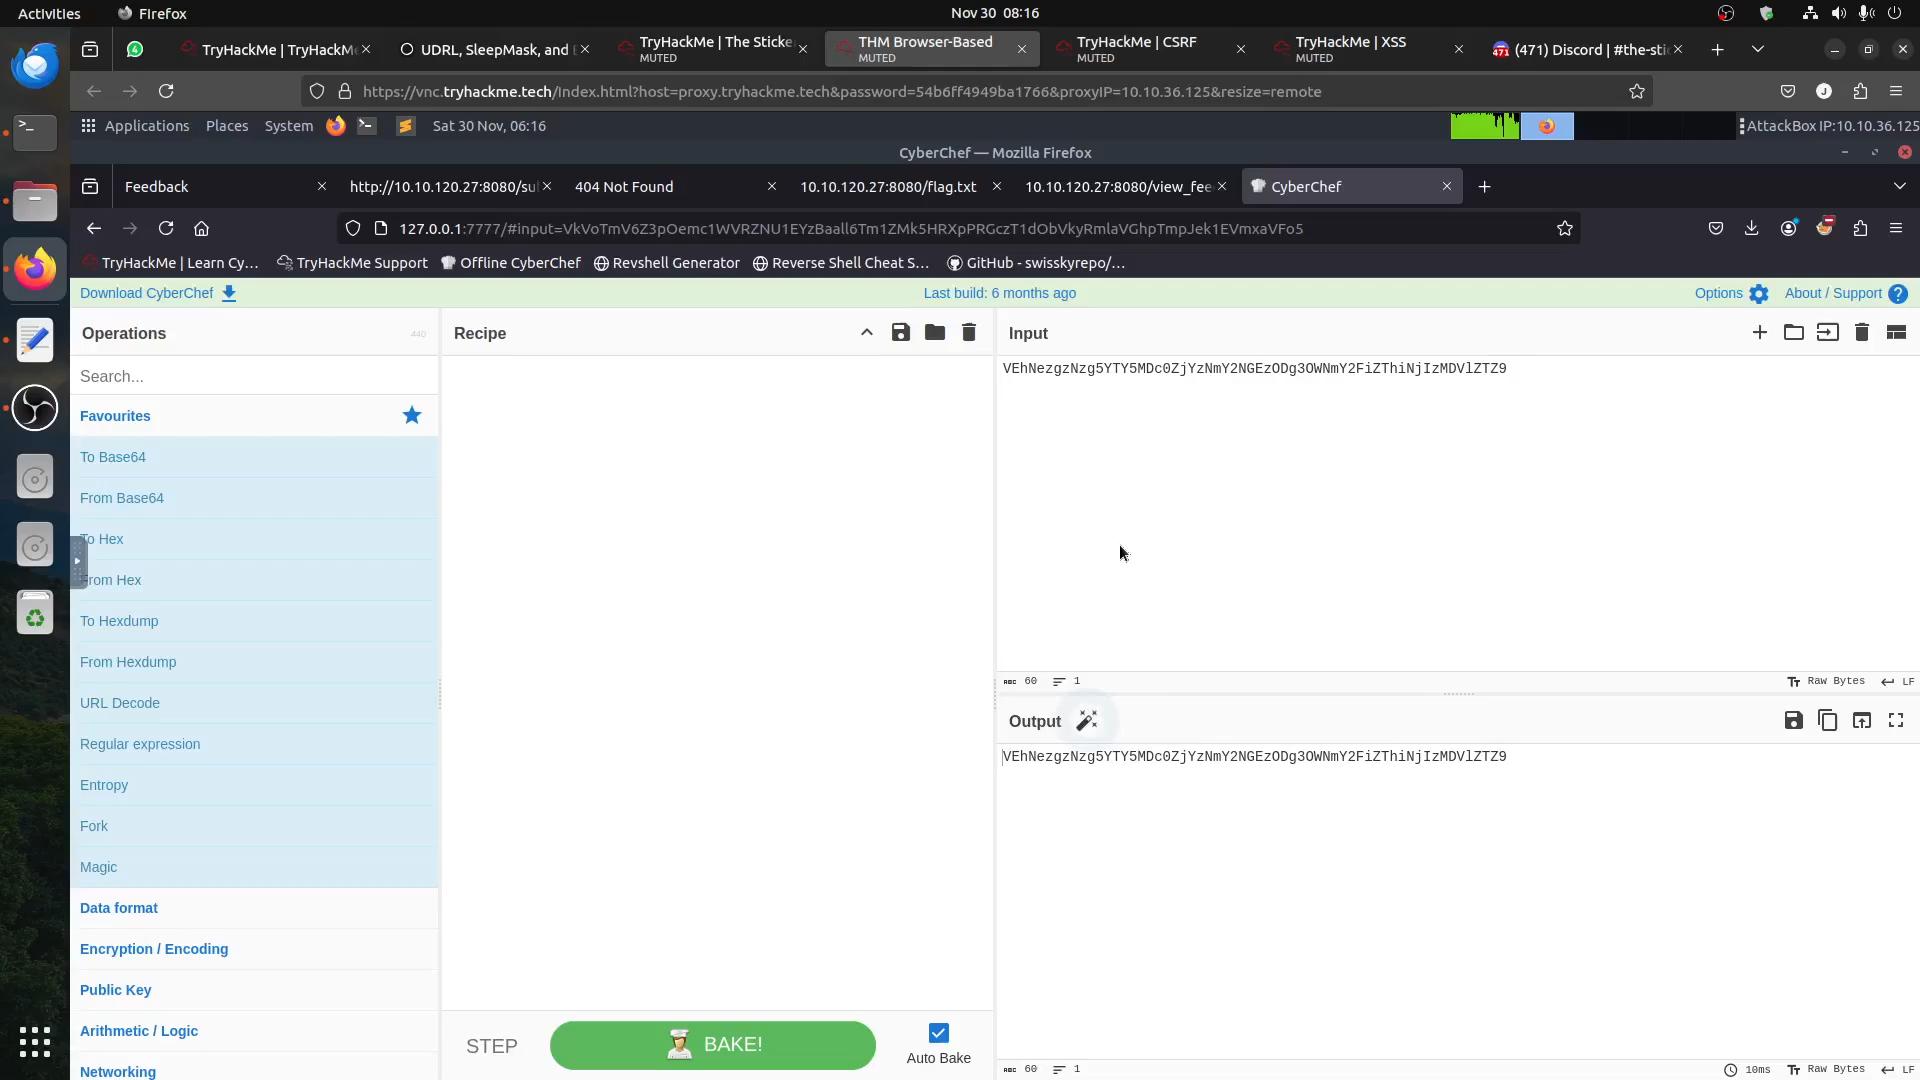 Activities
Firefox
Nov 30 08:16
TryHackMe | TryHackM
UDRL, SleepMask, and
TryHackMe | The Sticke
MUTED
THM Browser-Based
MUTED
TryHackMe | CSRF
MUTED
TryHackMe | XSS
MUTED
(471) Discord | #the-sti
https://vnc.tryhackme.tech/index.html?host=proxy.tryhackme.tech&password=54b6ff4949ba1766&proxyIP=10.10.36.125&resize=remote
Applications
Places
System
Sat 30 Nov, 06:16
AttackBox IP:10.10.36.125
CyberChef — Mozilla Firefox
Feedback
http://10.10.120.27:8080/su
404 Not Found
10.10.120.27:8080/flag.txt
10.10.120.27:8080/view_fee
CyberChef
127.0.0.1:7777/#input=VkVoTmV6Z3pOemc1WVRZNU1EYzBaall6Tm1ZMk5HRXpPRGczT1dObVkyRmlaVGhpTmpJek1EVmxaVFo5
TryHackMe | Learn Cy...
TryHackMe Support
Offline CyberChef
Revshell Generator
Reverse Shell Cheat S...
GitHub - swisskyrepo/...
Download CyberChef
Last build: 6 months ago
Options
About / Support
Operations
440
Recipe
Input
Search...
VEhNezgzNzg5YTY5MDc0ZjYzNmY2NGEzODg3OWNmY2FiZThiNjIzMDVlZTZ9
Favourites
To Base64
From Base64
To Hex
From Hex
To Hexdump
From Hexdump
URL Decode
Regular expression
Entropy
Fork
Magic
Data format
Encryption / Encoding
Public Key
Arithmetic / Logic
Networking
60
1
Raw Bytes
LF
Output
VEhNezgzNzg5YTY5MDc0ZjYzNmY2NGEzODg3OWNmY2FiZThiNjIzMDVlZTZ9
STEP
BAKE!
Auto Bake
60
1
10ms
Raw Bytes
LF